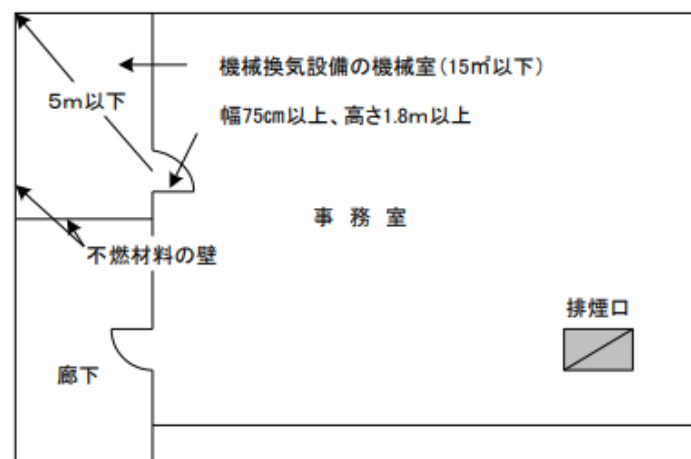 機械換気設備の機械室(15㎡以下)
5m以下
幅75㎝以上、高さ1.8m以上
事 務 室
不燃材料の壁
排煙口
廊下